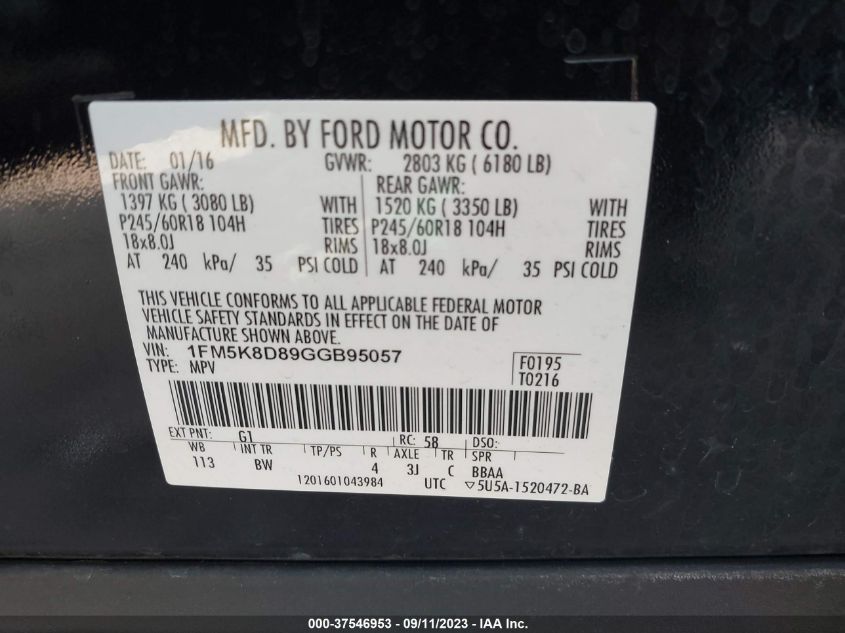 MFD. BY FORD MOTOR CO.
DATE: 01/16 GVWR: 2803 KG ( 6180 LB)
FRONT GAWR: REAR GAWR:
1397 KG ( 3080 LB) WITH 1520 KG ( 3350 LB) WITH
P245/60R18 104H TIRES P245/60R18 104H TIRES
18x8.0J RIMS 18x8.0J RIMS
AT 240 kPa/ 35 PSI COLD AT 240 kPa/ 35 PSI COLD
THIS VEHICLE CONFORMS TO ALL APPLICABLE FEDERAL MOTOR
VEHICLE SAFETY STANDARDS IN EFFECT ON THE DATE OF
MANUFACTURE SHOWN ABOVE.
VIN: 1FM5K8D89GGB95057 F0195
TYPE: MPV T0216
EXT PNT: G1 RC: 58 DSO:
WB INT TR TP/PS R AXLE TR SPR
113 BW 4 3J C BBAA
1201601043984 UTC ▽5U5A-1520472-BA
000-37546953 - 09/11/2023 - IAA Inc.